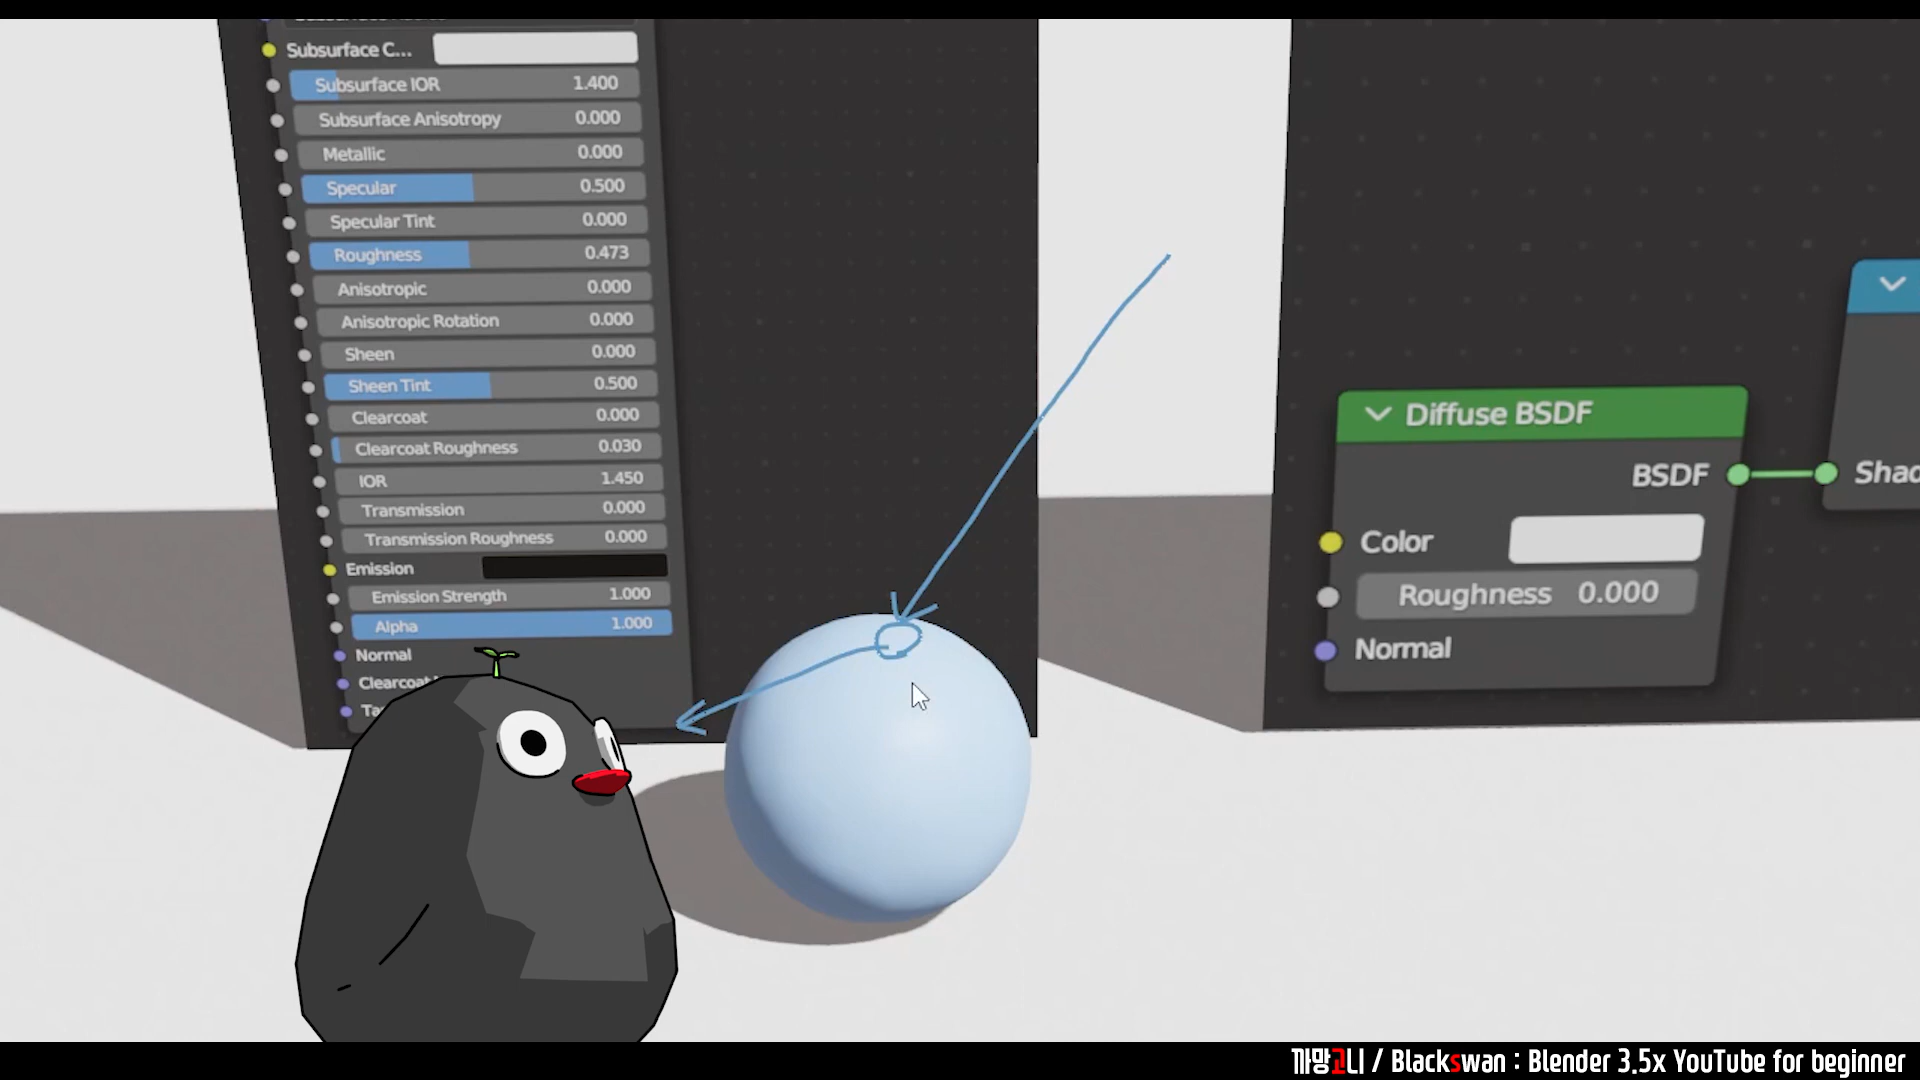 Subsurface C...
Subsurface IOR 1.400
Subsurface Anisotropy 0.000
Metallic 0.000
Specular 0.500
Specular Tint 0.000
Roughness 0.473
Anisotropic 0.000
Anisotropic Rotation 0.000
Sheen 0.000
Sheen Tint 0.500
Clearcoat 0.000
Clearcoat Roughness 0.030
IOR 1.450
Transmission 0.000
Transmission Roughness 0.000
Emission
Emission Strength 1.000
Alpha 1.000
Normal
Diffuse BSDF
BSDF
Color
Roughness 0.000
Normal
까망고니 / Blackswan : Blender 3.5x YouTube for beginner